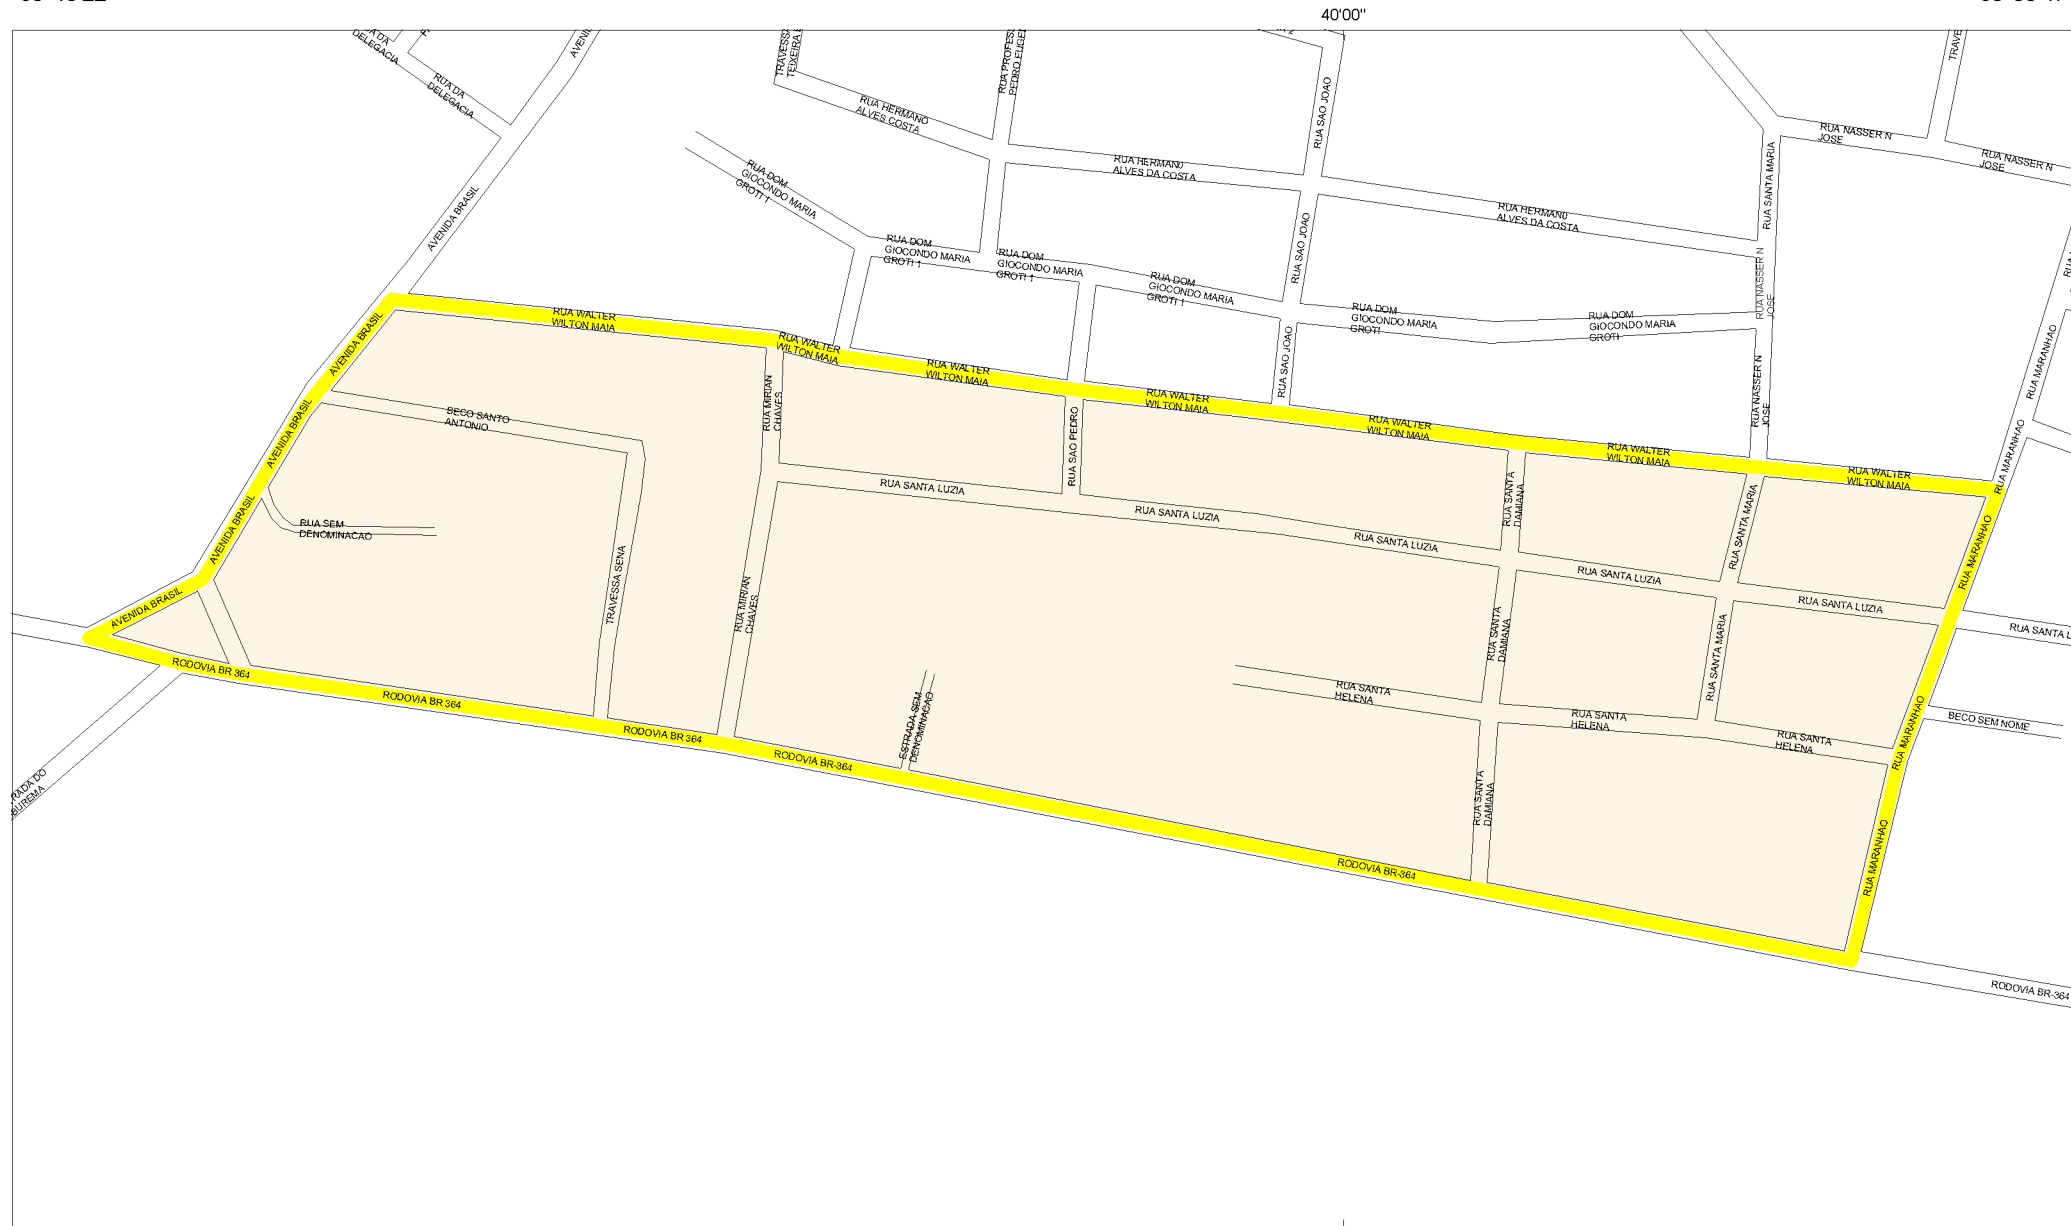 40'00"
DELEGACIA
RUA DA
DELEGACIA
AVENIDA BRASIL
RUA HERMANO
ALVES COSTA
RUA HERMANO
ALVES DA COSTA
RUA SAO JOAO
RUA NASSER N
JOSE
RUA NASSER N
JOSE
RUA SANTA MARIA
RUA DOM
GIOCONDO MARIA
GROTI 1
RUA HERMANO
ALVES DA COSTA
RUA SAO JOAO
RUA DOM
GIOCONDO MARIA
GROTI 1
RUA DOM
GIOCONDO MARIA
GROTI 1
RUA DOM
GIOCONDO MARIA
GROTI 1
RUA DOM
GIOCONDO MARIA
GROTI
RUA DOM
GIOCONDO MARIA
GROTI
RUA NASSER N
JOSE
RUA WALTER
WILTON MAIA
RUA WALTER
WILTON MAIA
RUA WALTER
WILTON MAIA
RUA WALTER
WILTON MAIA
RUA WALTER
WILTON MAIA
RUA WALTER
WILTON MAIA
RUA WALTER
WILTON MAIA
AVENIDA BRASIL
RUA SAO JOAO
RUA NASSER N
JOSE
RUA MARANHAO
RUA MARANHAO
BECO SANTO
ANTONIO
AVENIDA BRASIL
RUA MIRIAN
CHAVES
RUA SAO PEDRO
RUA SANTA LUZIA
RUA SANTA LUZIA
RUA SANTA
DAMIANA
RUA SANTA MARIA
RUA SEM
DENOMINACAO
AVENIDA BRASIL
RUA SANTA LUZIA
RUA SANTA LUZIA
RUA SANTA LUZIA
RUA MARANHAO
AVENIDA BRASIL
TRAVESSA SENA
RUA MIRIAN
CHAVES
RUA SANTA
DAMIANA
RUA SANTA MARIA
RUA SANTA L
RODOVIA BR 364
RODOVIA BR 364
RODOVIA BR 364
RODOVIA BR-364
ESTRADA SEM
DENOMINACAO
RUA SANTA
HELENA
RUA SANTA
HELENA
RUA SANTA
HELENA
RUA MARANHAO
BECO SEM NOME
RUA SANTA
DAMIANA
RUA MARANHAO
RODOVIA BR-364
RODOVIA BR-364